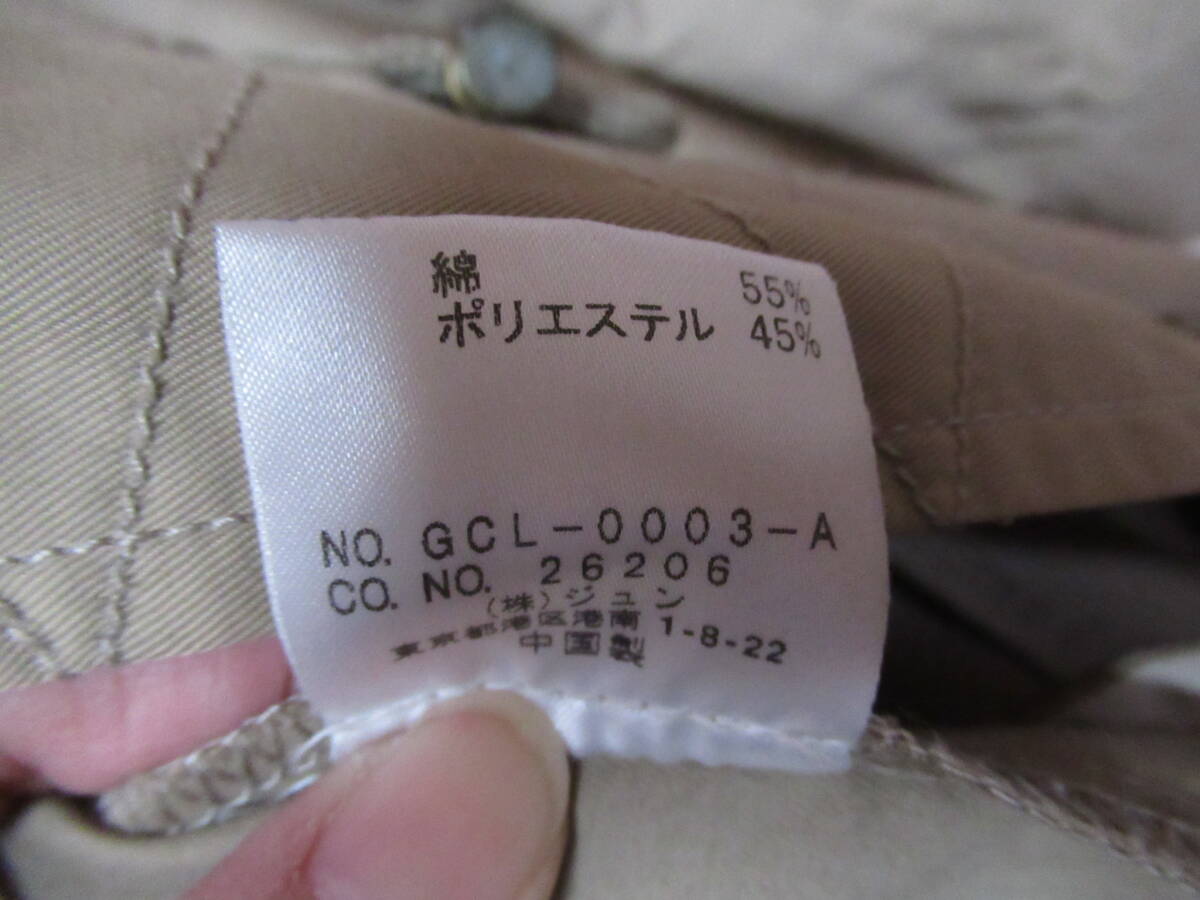 綿 55%
ポリエステル 45%
NO. GCL-0003-A
CO. NO. 26206
(株)ジュン
東京都港区港南 1-8-22
中国製